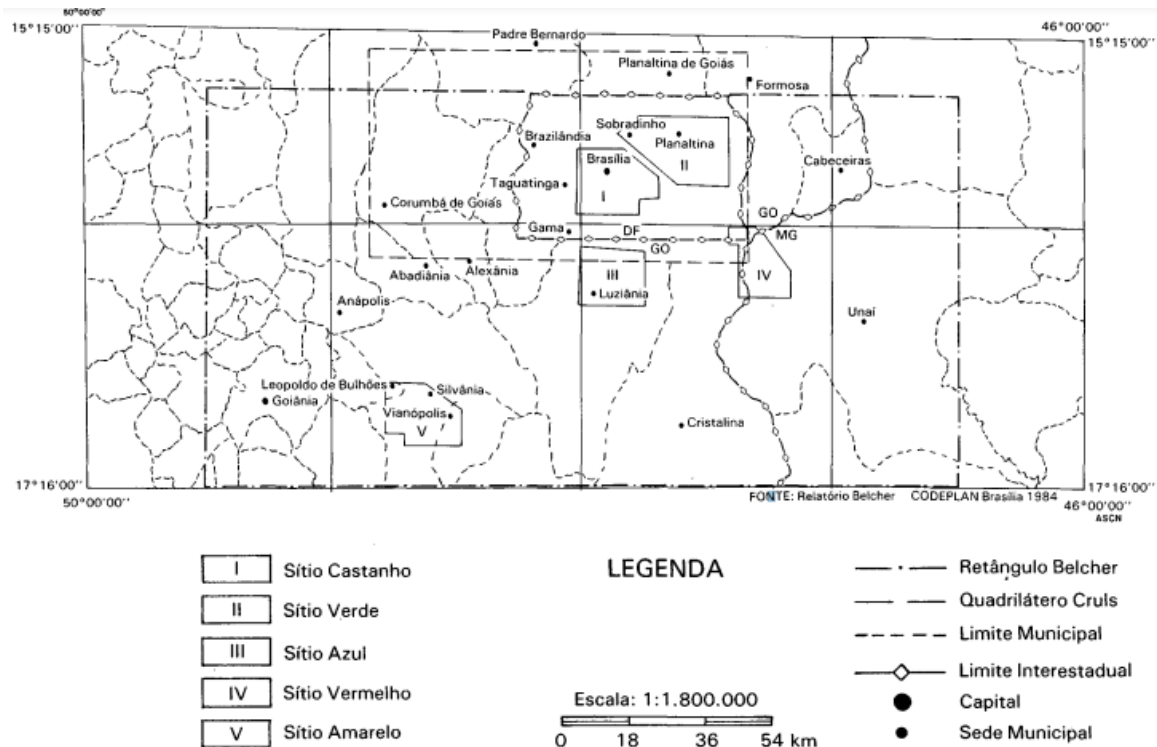 50°00'00''
15°15'00''
46°00'00''
15°15'00''
Padre Bernardo
Planaltina de Goiás
Formosa
Sobradinho
Brazilândia
Planaltina
Brasília
II
Cabeceiras
Taguatinga
I
Corumbá de Goiás
GO
Gama
DF
MG
GO
Abadiânia
Alexânia
III
IV
Luziânia
Anápolis
Unaí
Leopoldo de Bulhões
Silvânia
Goiânia
Vianópolis
Cristalina
V
17°16'00''
17°16'00''
50°00'00''
FONTE: Relatório Belcher CODEPLAN Brasília 1984
46°00'00''
ASCN
LEGENDA
I Sítio Castanho
II Sítio Verde
III Sítio Azul
IV Sítio Vermelho
V Sítio Amarelo
Escala: 1:1.800.000
0 18 36 54 km
Retângulo Belcher
Quadrilátero Cruls
Limite Municipal
Limite Interestadual
Capital
Sede Municipal